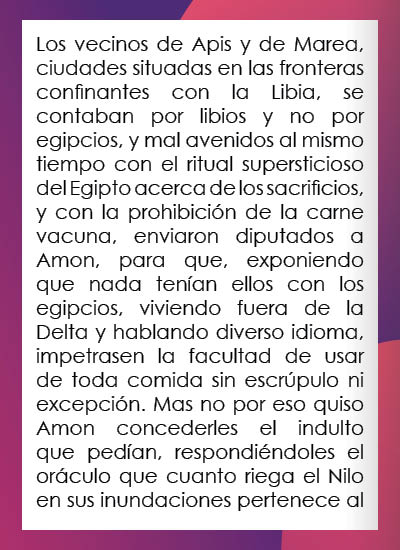 Los vecinos de Apis y de Marea,
ciudades situadas en las fronteras
confinantes con la Libia, se
contaban por libios y no por
egipcios, y mal avenidos al mismo
tiempo con el ritual supersticioso
del Egipto acerca de los sacrificios,
y con la prohibición de la carne
vacuna, enviaron diputados a
Amon, para que, exponiendo
que nada tenían ellos con los
egipcios, viviendo fuera de la
Delta y hablando diverso idioma,
impetrasen la facultad de usar
de toda comida sin escrúpulo ni
excepción. Mas no por eso quiso
Amon concederles el indulto
que pedían, respondiéndoles el
oráculo que cuanto riega el Nilo
en sus inundaciones pertenece al